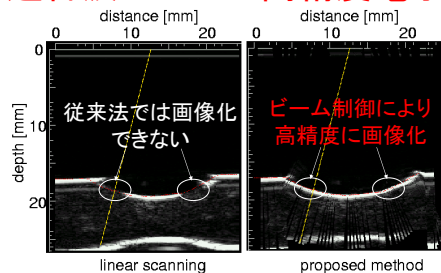 distance [mm]
distance [mm]
0 10 20
0 10 20
0
10
20
depth [mm]
従来法では画像化
できない
ビーム制御により
高精度に画像化
linear scanning
proposed method